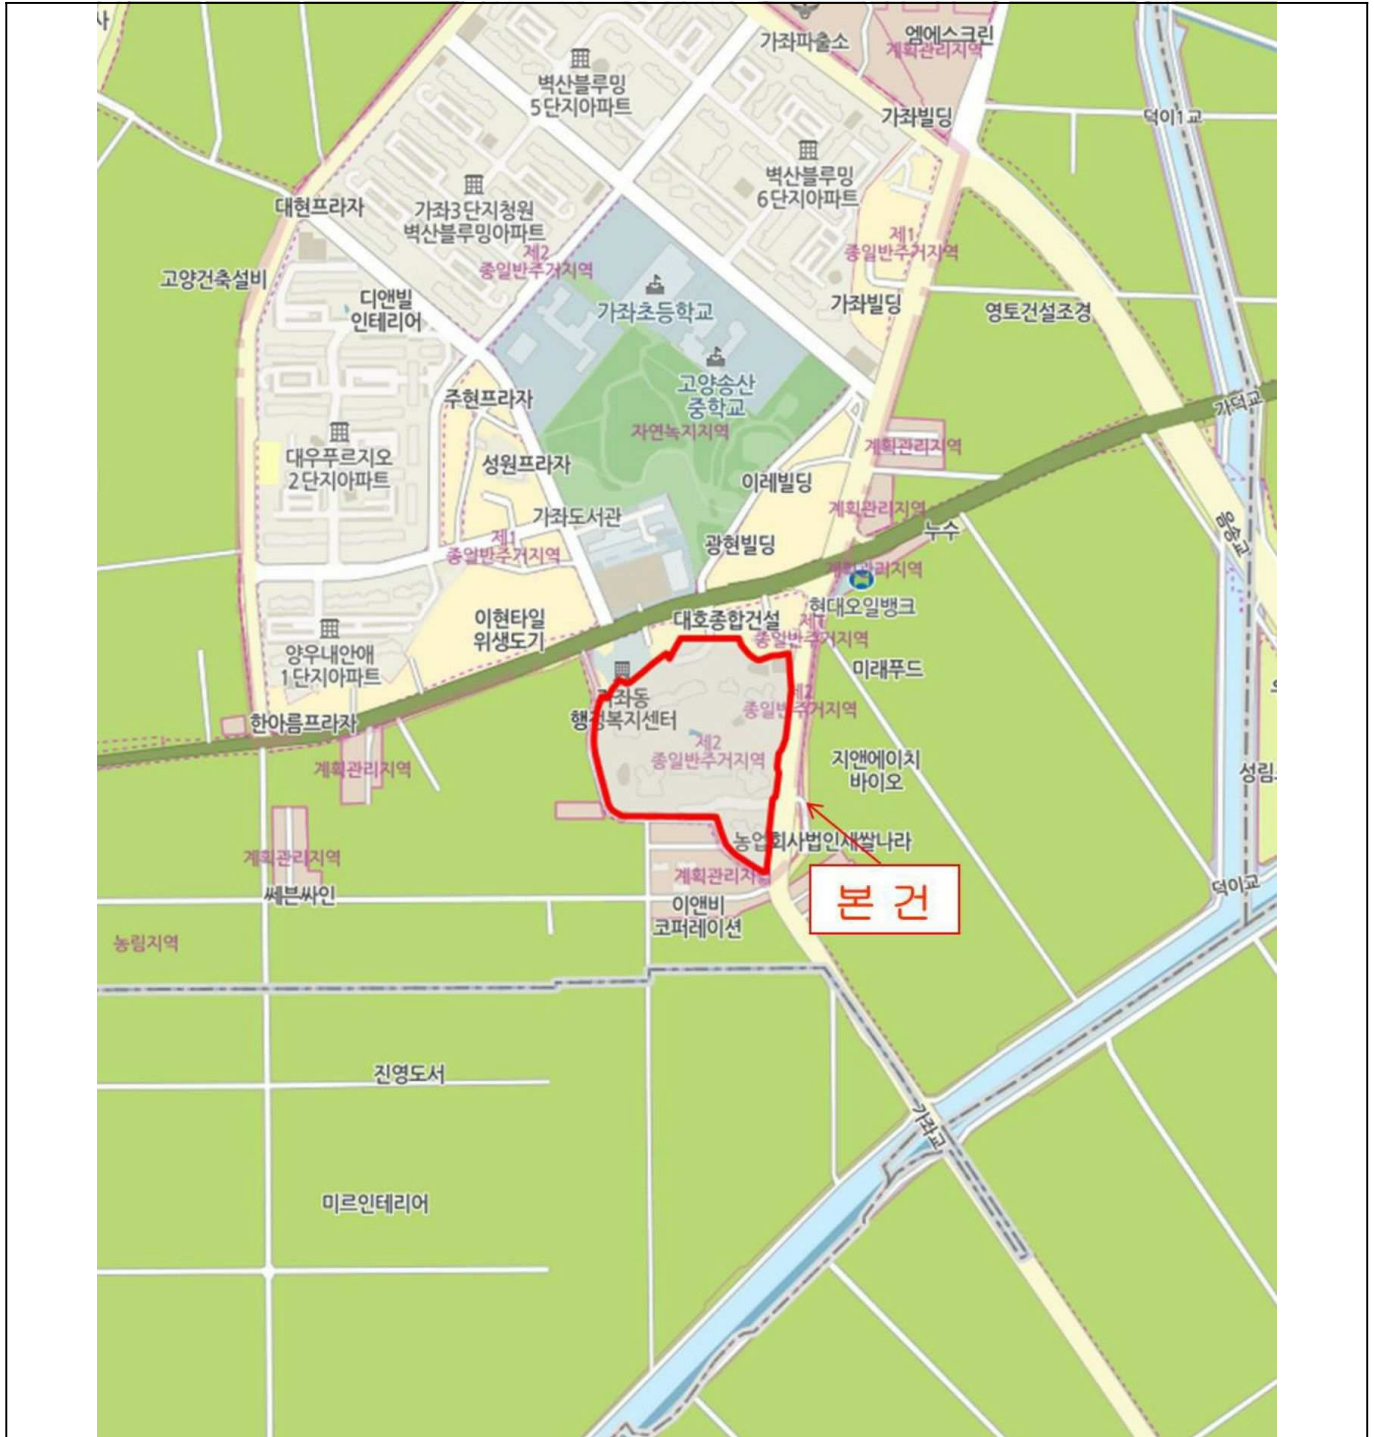 사
가좌파출소
엠에스크린
계획관리지역
벽산블루밍
5단지아파트
가좌빌딩
덕이1교
벽산블루밍
6단지아파트
대현프라자
가좌3단지청원
벽산블루밍아파트
제2
종일반주거지역
제1
종일반주거지역
고양건축설비
디앤빌
인테리어
가좌초등학교
가좌빌딩
영토건설조경
고양송산
중학교
주현프라자
자연녹지지역
가덕교
계획관리지역
대우푸르지오
2단지아파트
성원프라자
이레빌딩
가좌도서관
계획관리지역
누수
음송교
제1
종일반주거지역
광현빌딩
계획관리지역
현대오일뱅크
이현타일
위생도기
대호종합건설
제1
종일반주거지역
양우내안애
1단지아파트
미래푸드
가좌동
행정복지센터
제2
종일반주거지역
한아름프라자
제2
종일반주거지역
계획관리지역
지앤에이치
바이오
성림
농업회사법인새쌀나라
계획관리지역
계획관리지역
쎄븐싸인
이앤비
코퍼레이션
본 건
덕이교
농림지역
진영도서
가좌교
미르인테리어